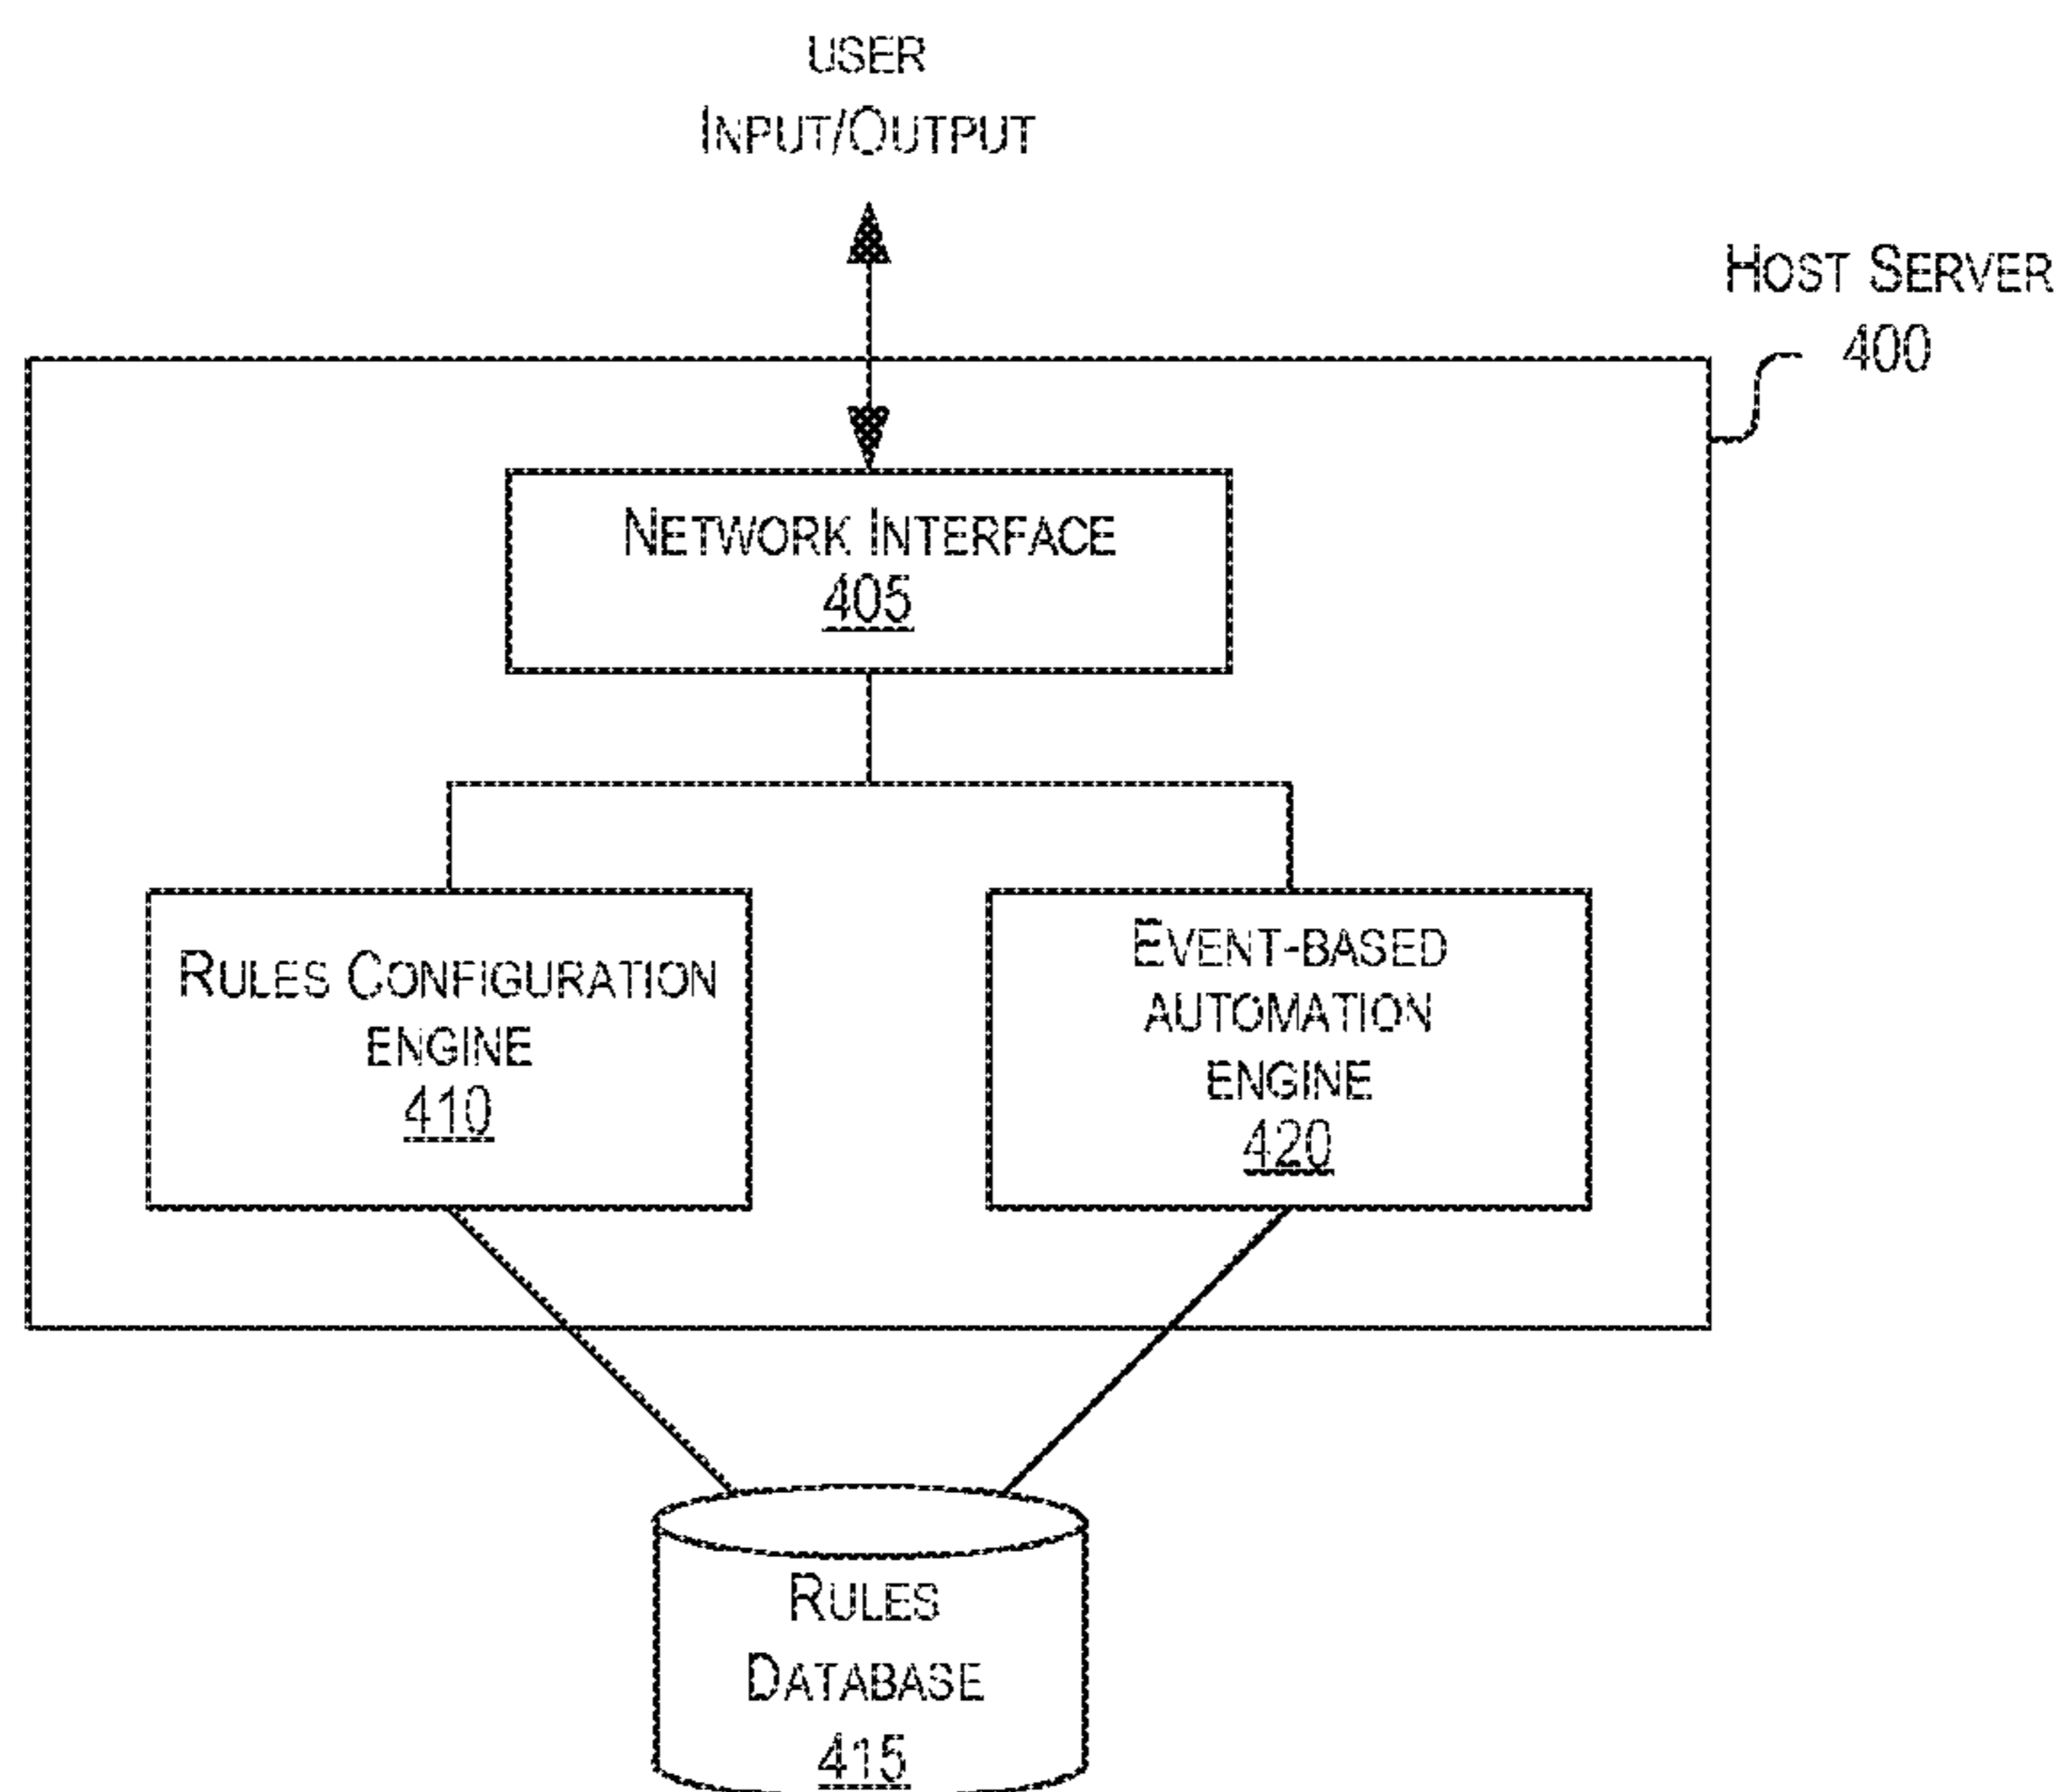 USER
INPUT/OUTPUT
HOST SERVER
400
NETWORK INTERFACE
405
RULES CONFIGURATION
ENGINE
410
EVENT-BASED
AUTOMATION
ENGINE
420
RULES
DATABASE
415